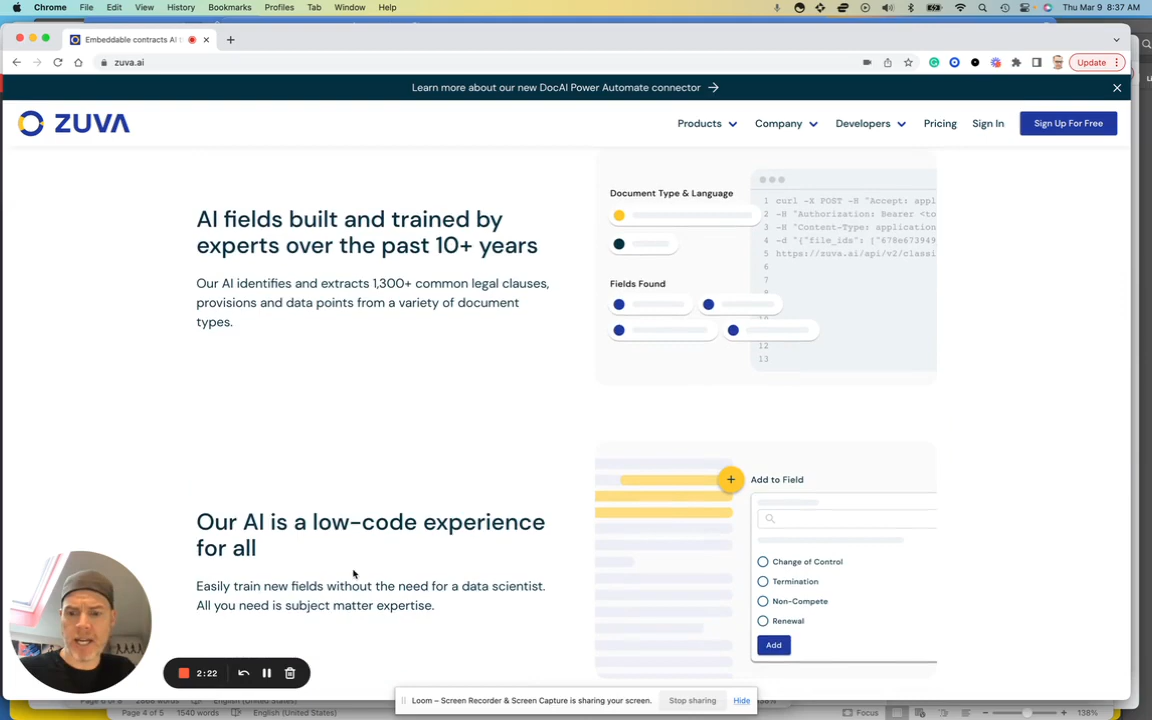 Chrome File Edit View History Bookmarks Profiles Tab Window Help Thu Mar 9 8:37 AM
Embeddable contracts AI
zuva.ai
Update
Learn more about our new DocAI Power Automate connector →
ZUVA
Products Company Developers Pricing Sign In Sign Up For Free
AI fields built and trained by
experts over the past 10+ years
Our AI identifies and extracts 1,300+ common legal clauses,
provisions and data points from a variety of document
types.
Document Type & Language
Fields Found
1 curl -X POST -H "Accept: appl
2 -H "Authorization: Bearer <to
3 -H "Content-Type: application
4 -d "{"file_ids": ["678e673949
5 https://zuva.ai/api/v2/classi
6
7
8
12
13
Our AI is a low-code experience
for all
Easily train new fields without the need for a data scientist.
All you need is subject matter expertise.
+ Add to Field
Change of Control
Termination
Non-Compete
Renewal
Add
2:22
Loom – Screen Recorder & Screen Capture is sharing your screen. Stop sharing Hide
Page 4 of 5 1540 words English (United States) Focus 138%